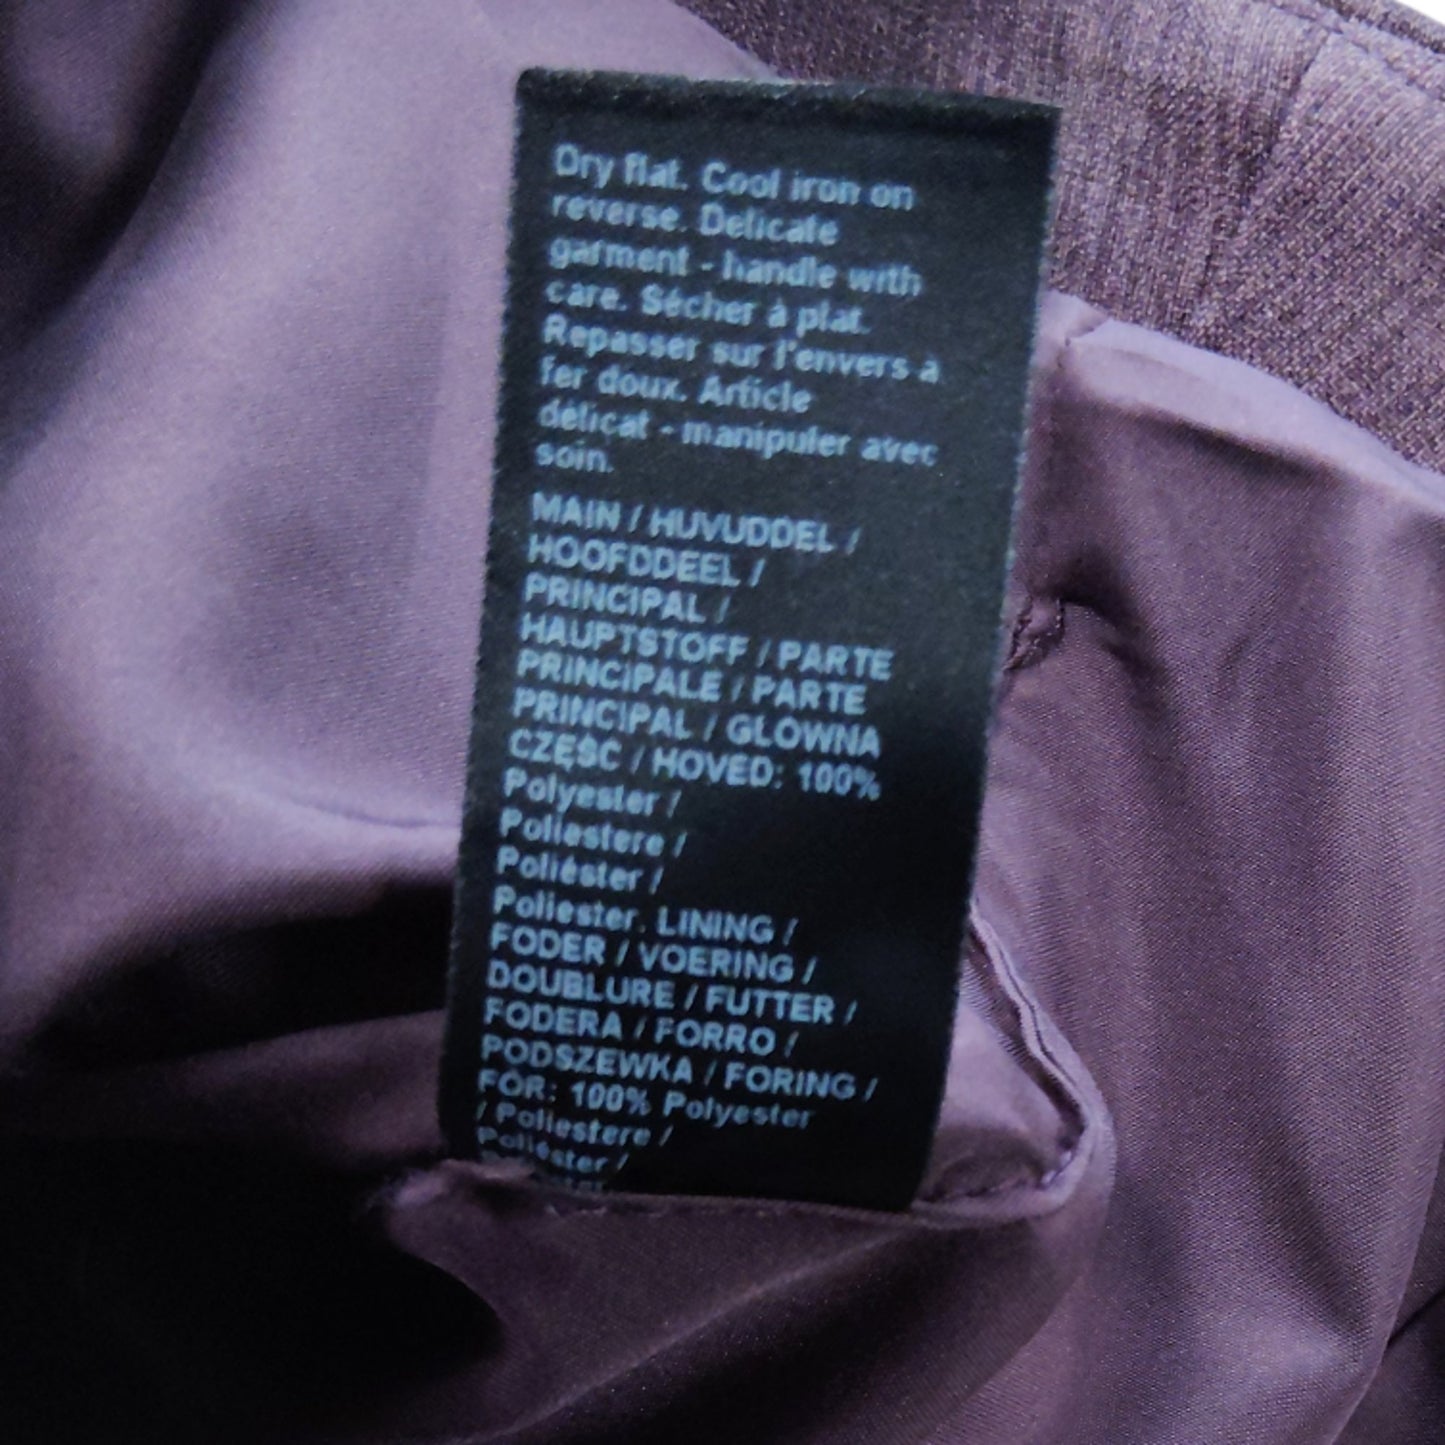 Dry flat. Cool iron on
reverse. Delicate
garment - handle with
care. Sécher à plat.
Repasser sur l'envers à
fer doux. Article
délicat - manipuler avec
soin.
MAIN / HUVUDDEL /
HOOFDDEEL /
PRINCIPAL /
HAUPTSTOFF / PARTE
PRINCIPALE / PARTE
PRINCIPAL / GLÓWNA
CZĘŚC / HOVED: 100%
Polyester /
Poliestere /
Poliéster /
Poliester. LINING /
FODER / VOERING /
DOUBLURE / FUTTER /
FODERA / FORRO /
PODSZEWKA / FORING /
FÓR: 100% Polyester
/ Poliestere /
Poliéster /